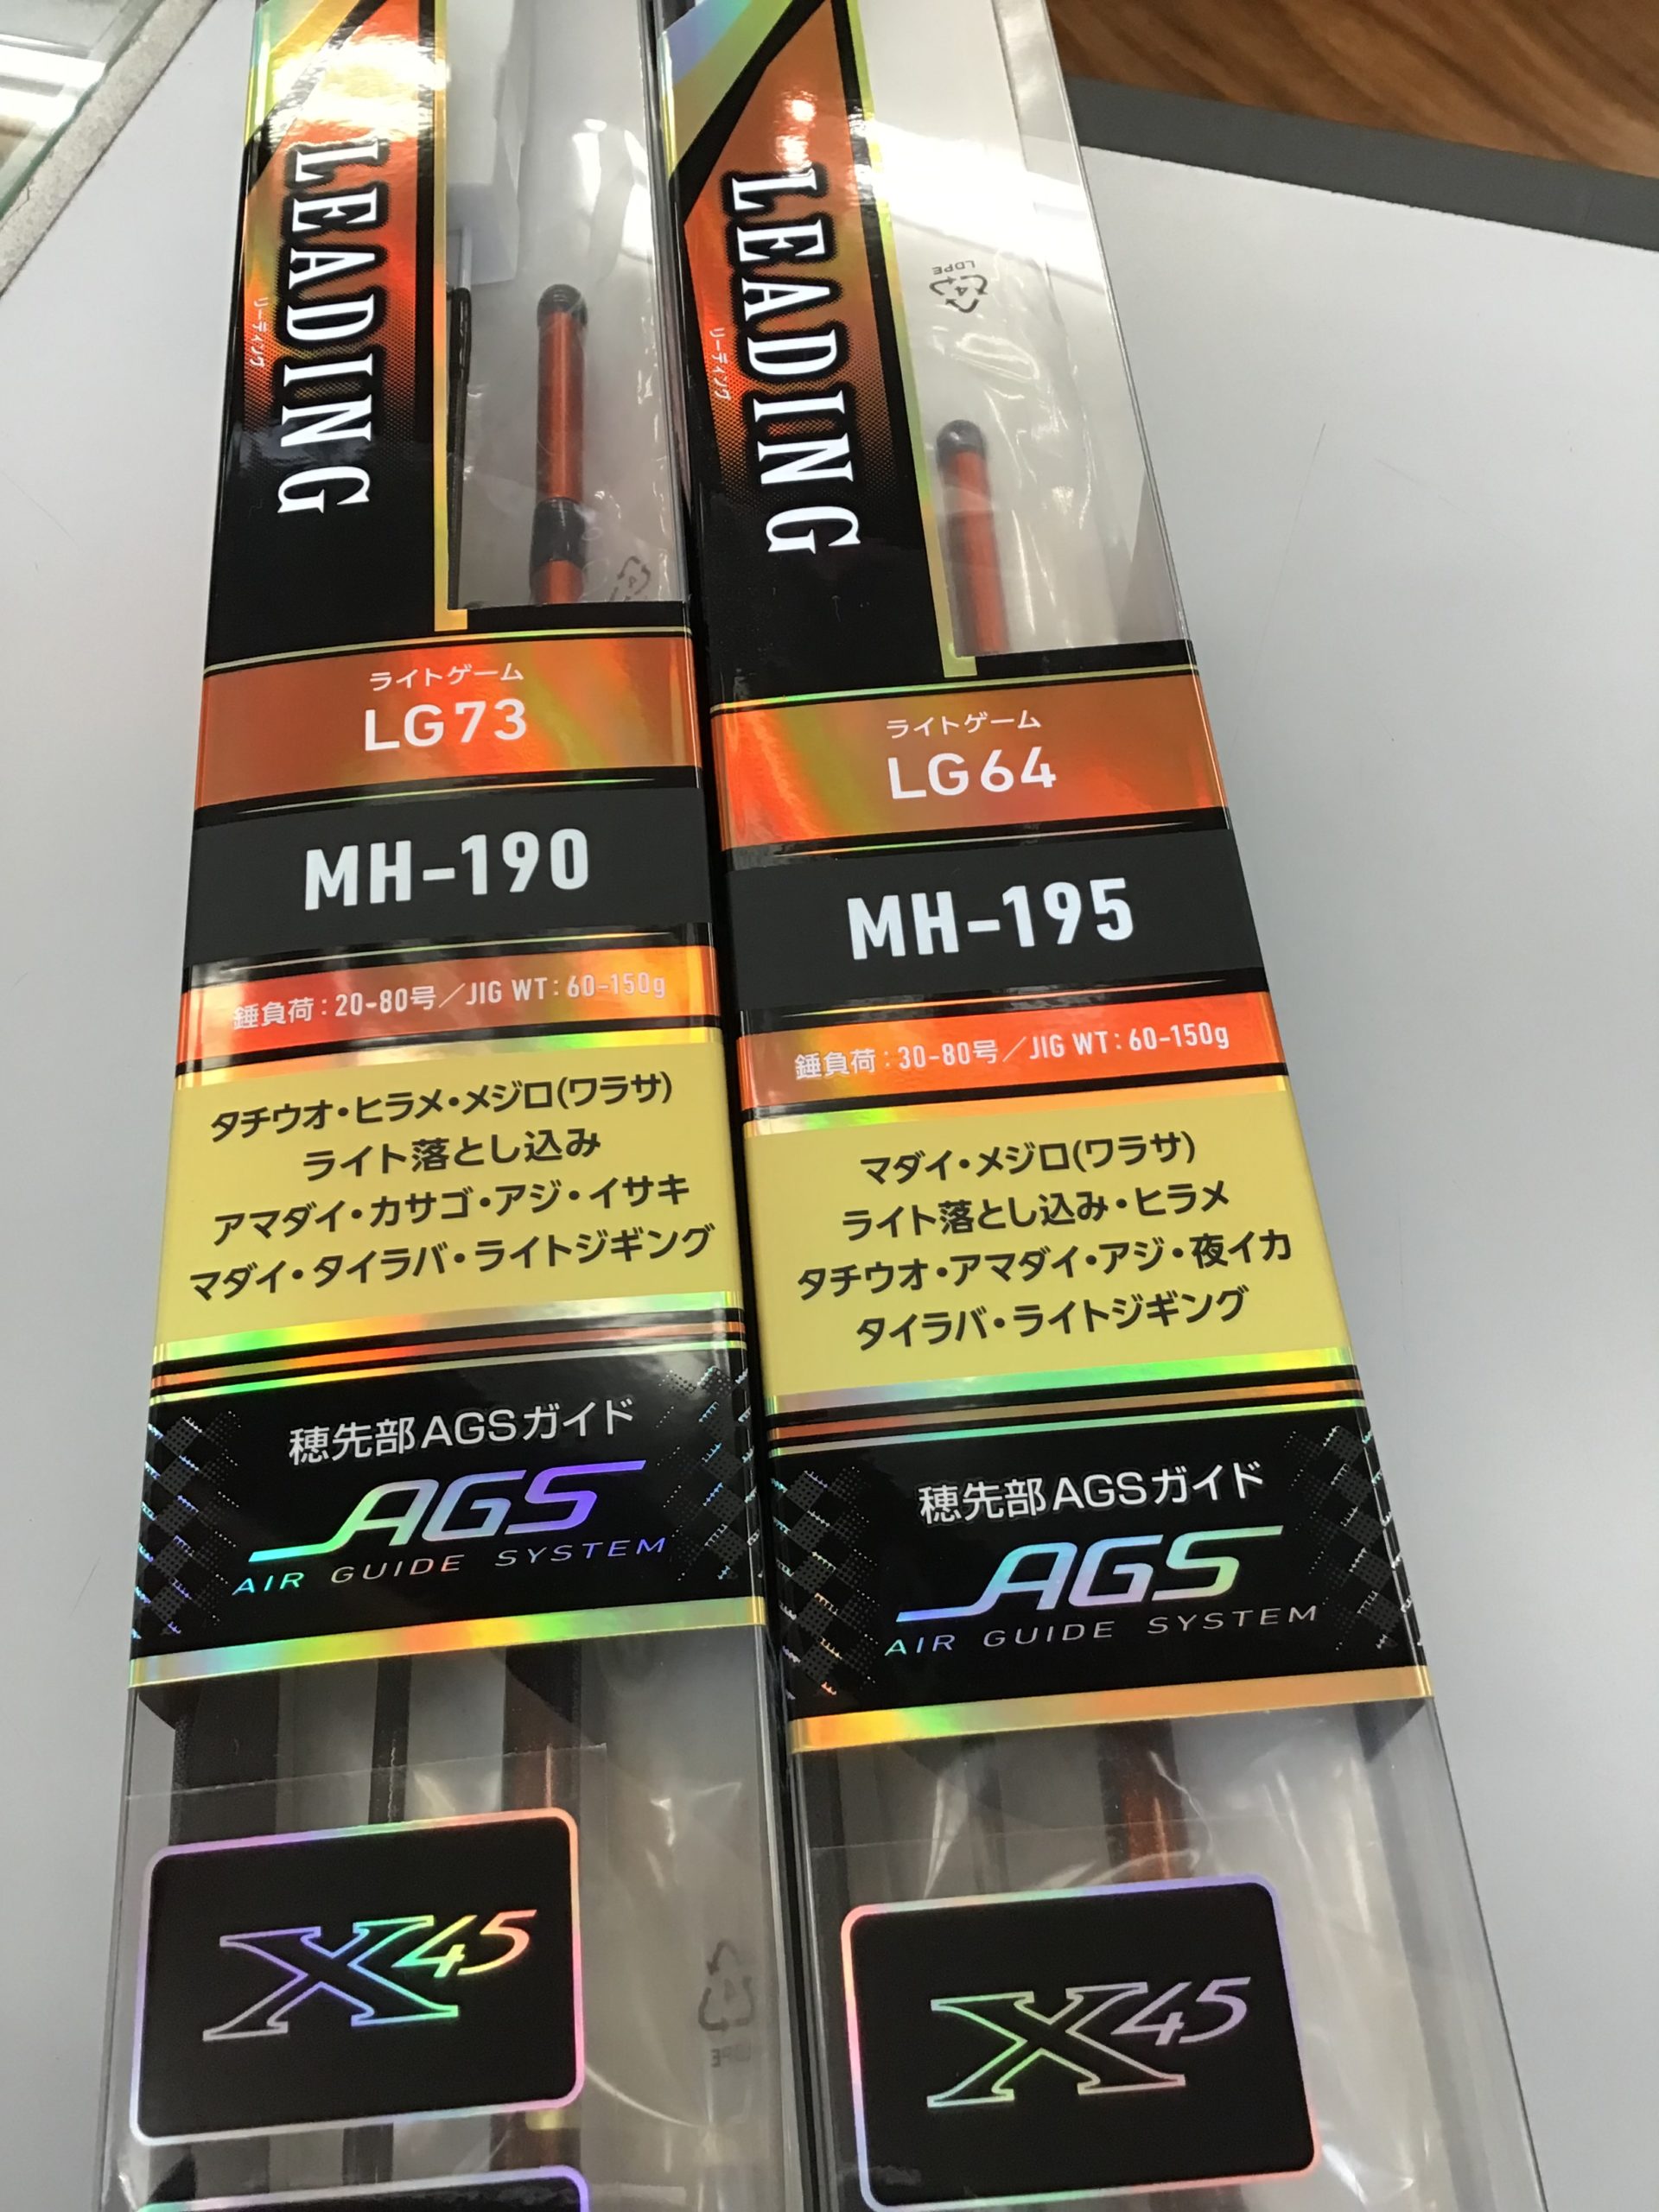 LEADING
リーディング
ライトゲーム
LG73
MH-190
錘負荷:20-80号/JIG WT:60-150g
タチウオ・ヒラメ・メジロ(ワラサ)
ライト落とし込み
アマダイ・カサゴ・アジ・イサキ
マダイ・タイラバ・ライトジギング
穂先部AGSガイド
AGS
AIR GUIDE SYSTEM
X45
4
LDPE
LEADING
リーディング
4
LDPE
ライトゲーム
LG64
MH-195
錘負荷:30-80号/JIG WT:60-150g
マダイ・メジロ(ワラサ)
ライト落とし込み・ヒラメ
タチウオ・アマダイ・アジ・夜イカ
タイラバ・ライトジギング
穂先部AGSガイド
AGS
AIR GUIDE SYSTEM
X45